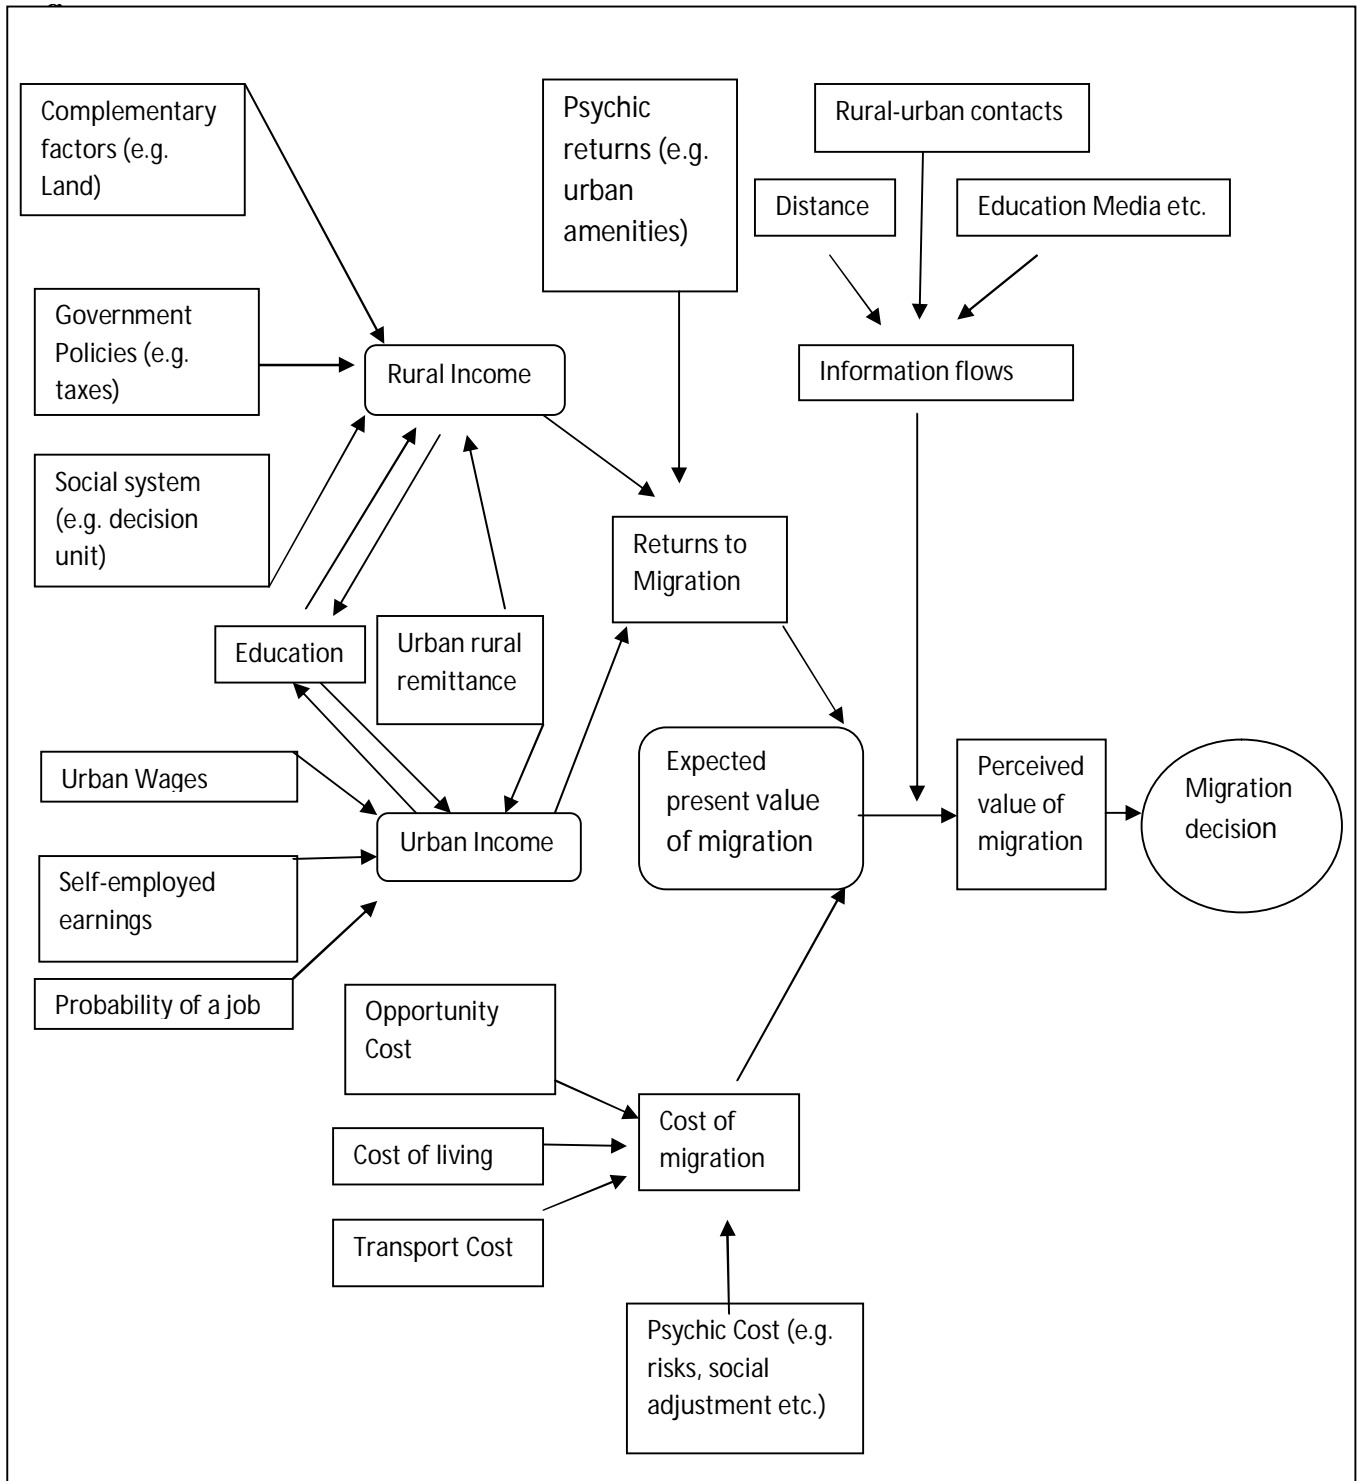 Complementary
factors (e.g.
Land)
Psychic
returns (e.g.
urban
amenities)
Rural-urban contacts
Distance
Education Media etc.
Government
Policies (e.g.
taxes)
Rural Income
Information flows
Social system
(e.g. decision
unit)
Returns to
Migration
Education
Urban rural
remittance
Urban Wages
Urban Income
Expected
present value
of migration
Perceived
value of
migration
Migration
decision
Self-employed
earnings
Probability of a job
Opportunity
Cost
Cost of living
Transport Cost
Cost of
migration
Psychic Cost (e.g.
risks, social
adjustment etc.)